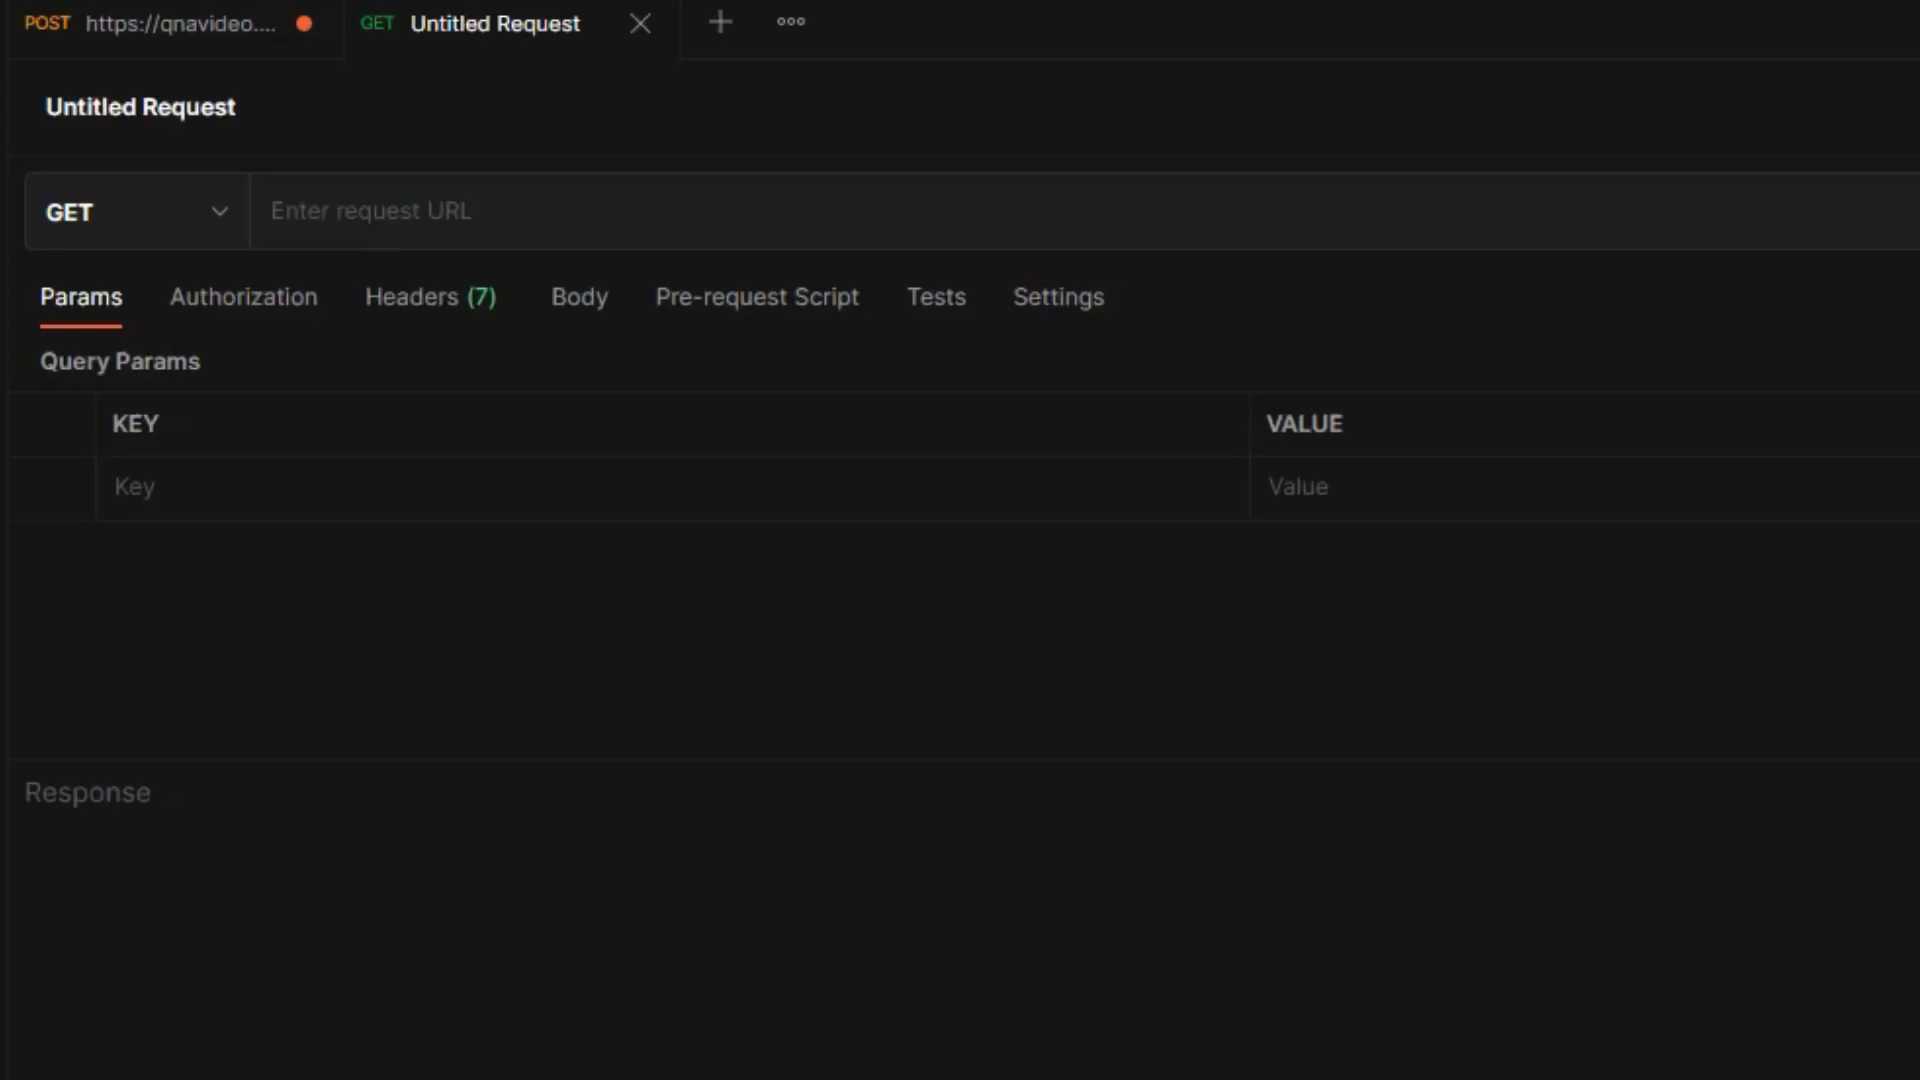 POST https://qnavideo.... GET Untitled Request
Untitled Request
GET Enter request URL
Params Authorization Headers (7) Body Pre-request Script Tests Settings
Query Params
KEY VALUE
Key Value
Response